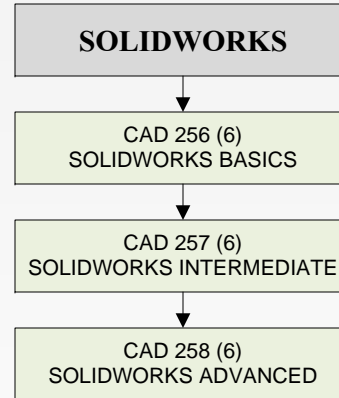 SOLIDWORKS
CAD 256 (6)
SOLIDWORKS BASICS
CAD 257 (6)
SOLIDWORKS INTERMEDIATE
CAD 258 (6)
SOLIDWORKS ADVANCED